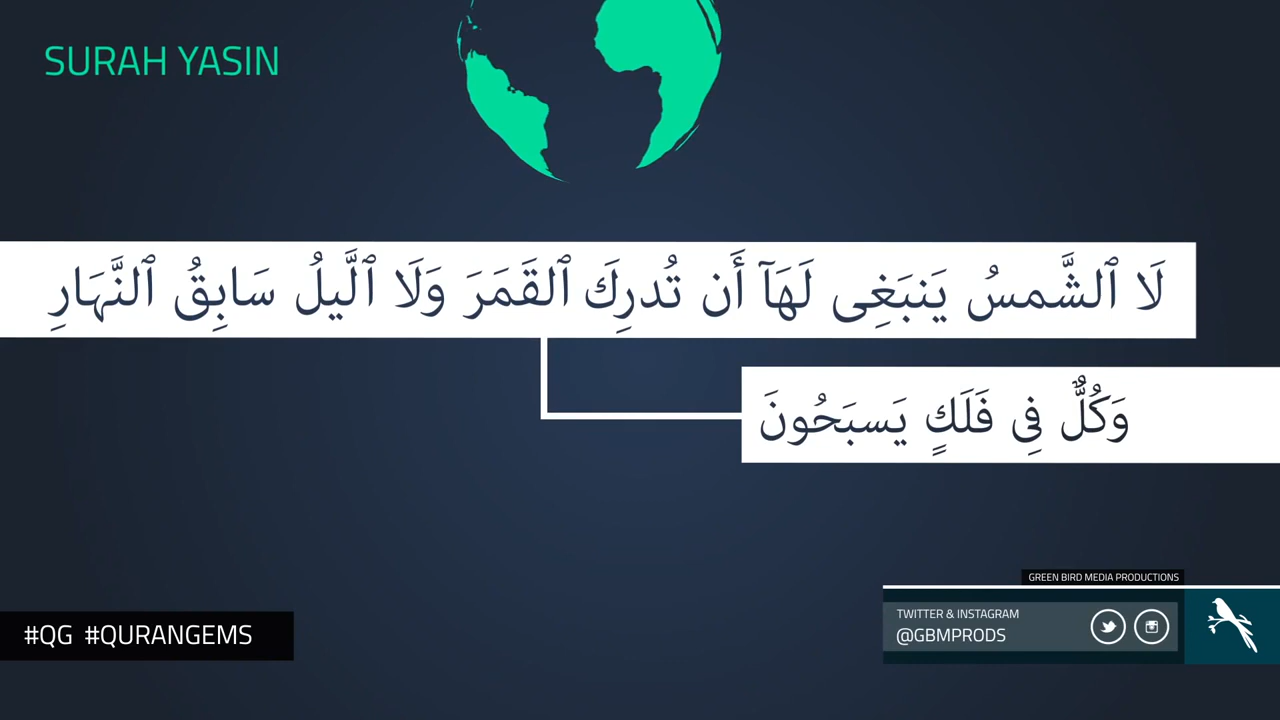 SURAH YASIN
لَا ٱلشَّمسُ يَنبَغِى لَهَآ أَن تُدرِكَ ٱلقَمَرَ وَلَا ٱلَّيلُ سَابِقُ ٱلنَّهَارِ
وَكُلٌّ فِى فَلَكٍ يَسبَحُونَ
GREEN BIRD MEDIA PRODUCTIONS
TWITTER & INSTAGRAM
@GBMPRODS
#QG #QURANGEMS